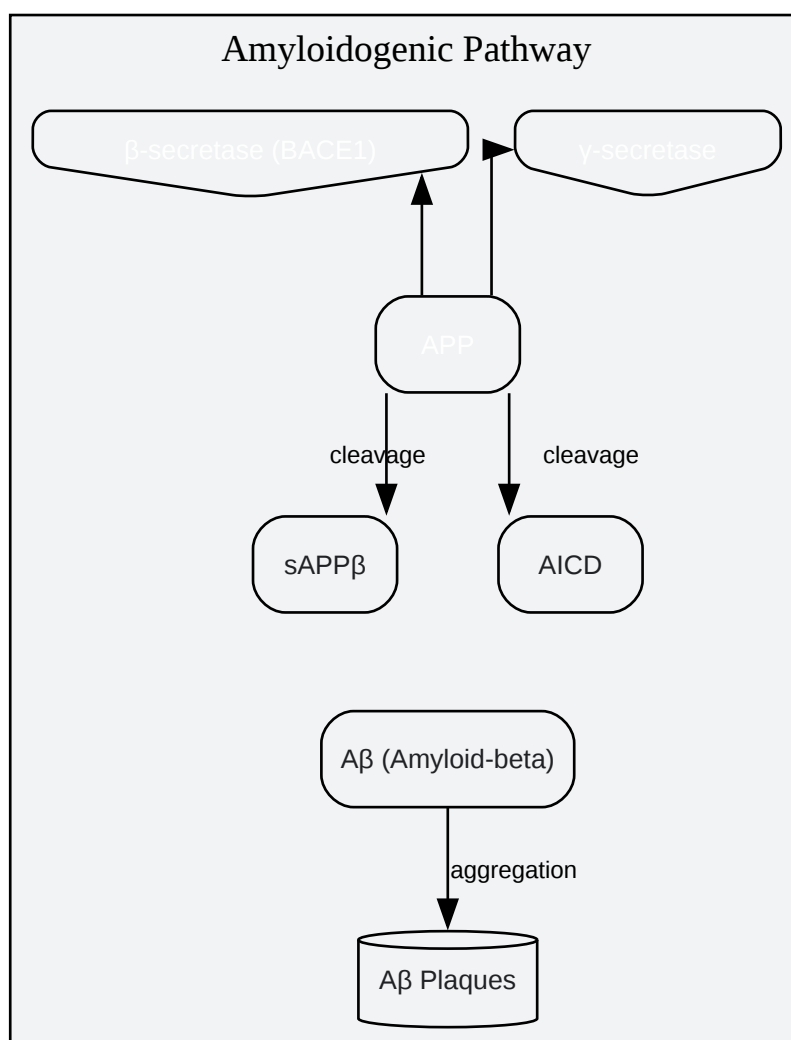 Amyloidogenic Pathway
β-secretase (BACE1)
γ-secretase
APP
cleavage
cleavage
sAPPβ
AICD
Aβ (Amyloid-beta)
aggregation
Aβ Plaques